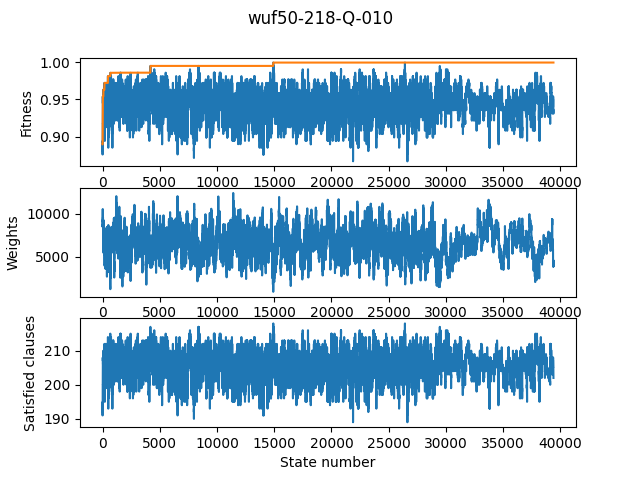 wuf50-218-Q-010
1.00
0.95
0.90
Fitness
0 5000 10000 15000 20000 25000 30000 35000 40000
10000
5000
Weights
0 5000 10000 15000 20000 25000 30000 35000 40000
210
200
190
Satisfied clauses
0 5000 10000 15000 20000 25000 30000 35000 40000
State number